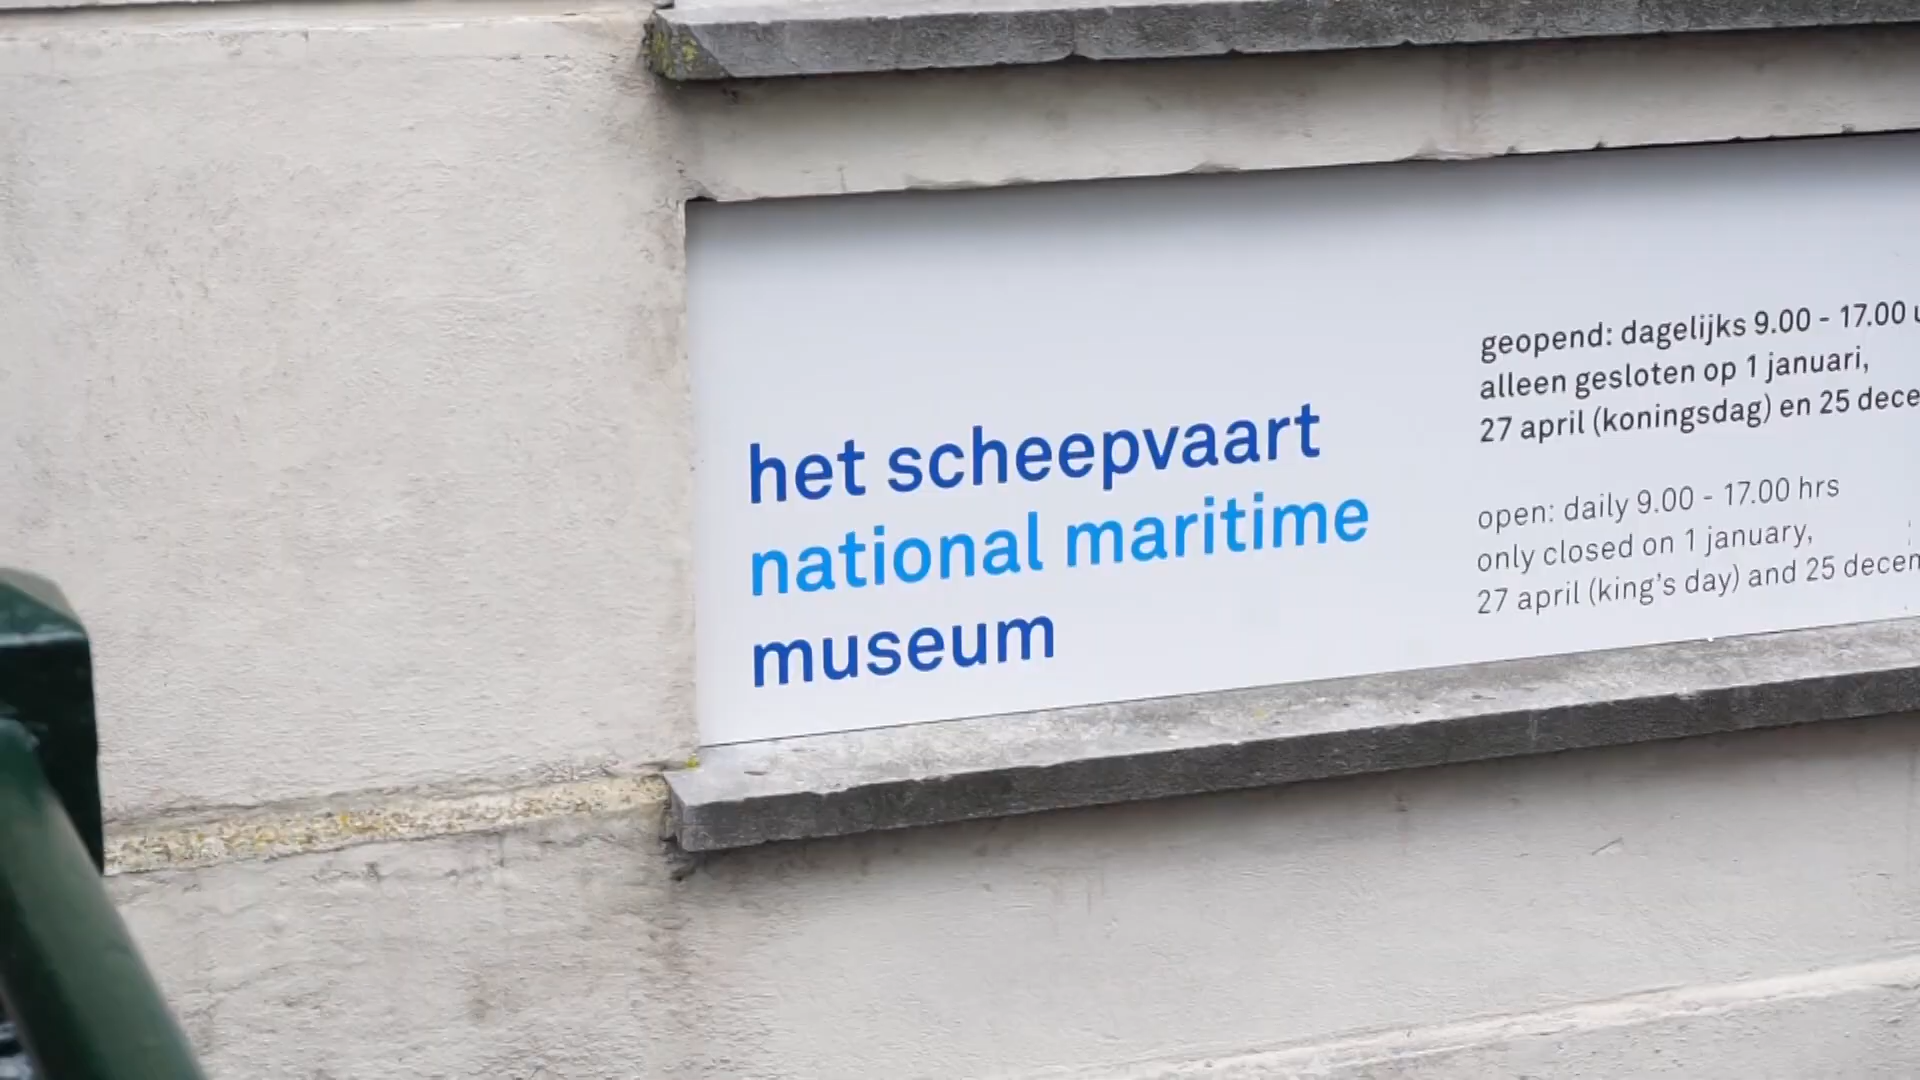 het scheepvaart
national maritime
museum
geopend: dagelijks 9.00 - 17.00
alleen gesloten op 1 januari,
27 april (koningsdag) en 25
open: daily 9.00 - 17.00 hrs
only closed on 1 january,
27 april (king's day) and 25